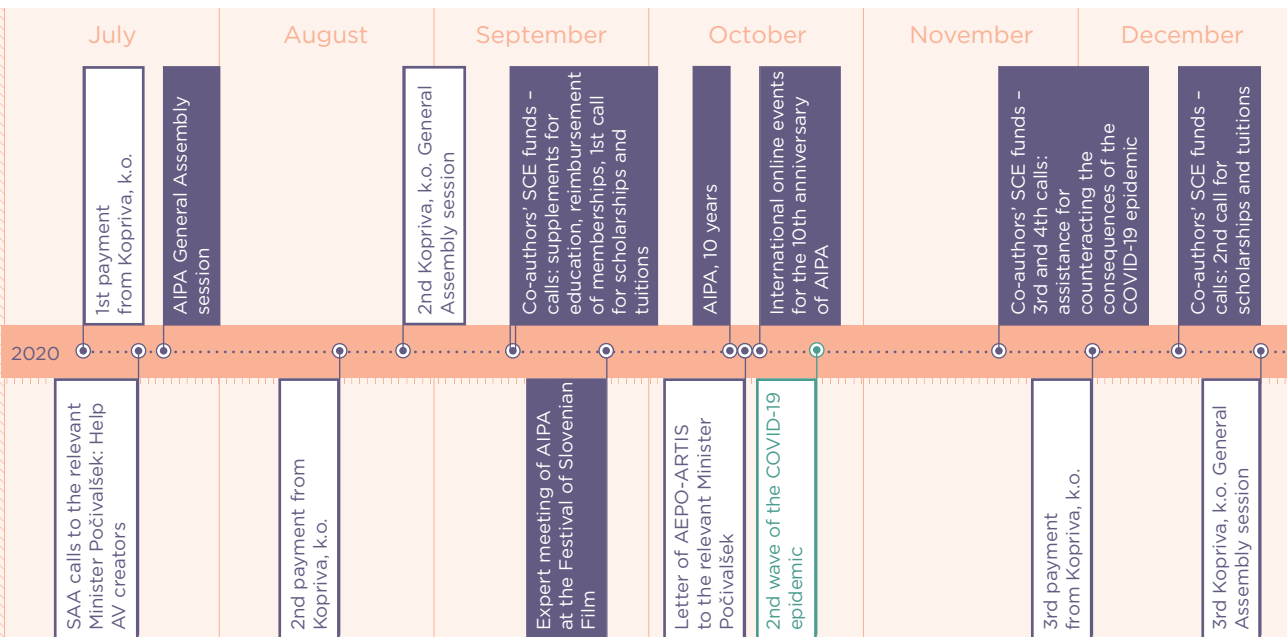 July
August
September
October
November
December
1st payment
from Kopriva, k.o.
AIPA General Assembly
session
2nd Kopriva, k.o. General
Assembly session
Co-authors' SCE funds –
calls: supplements for
education, reimbursement
of memberships, 1st call
for scholarships and
tuitions
AIPA, 10 years
International online events
for the 10th anniversary
of AIPA
Co-authors' SCE funds –
3rd and 4th calls:
assistance for
counteracting the
consequences of the
COVID-19 epidemic
Co-authors' SCE funds –
calls: 2nd call for
scholarships and tuitions
2020
SAA calls to the relevant
Minister Počivalšek: Help
AV creators
2nd payment from
Kopriva, k.o.
Expert meeting of AIPA
at the Festival of Slovenian
Film
Letter of AEPO-ARTIS
to the relevant Minister
Počivalšek
2nd wave of the COVID-19
epidemic
3rd payment
from Kopriva, k.o.
3rd Kopriva, k.o. General
Assembly session